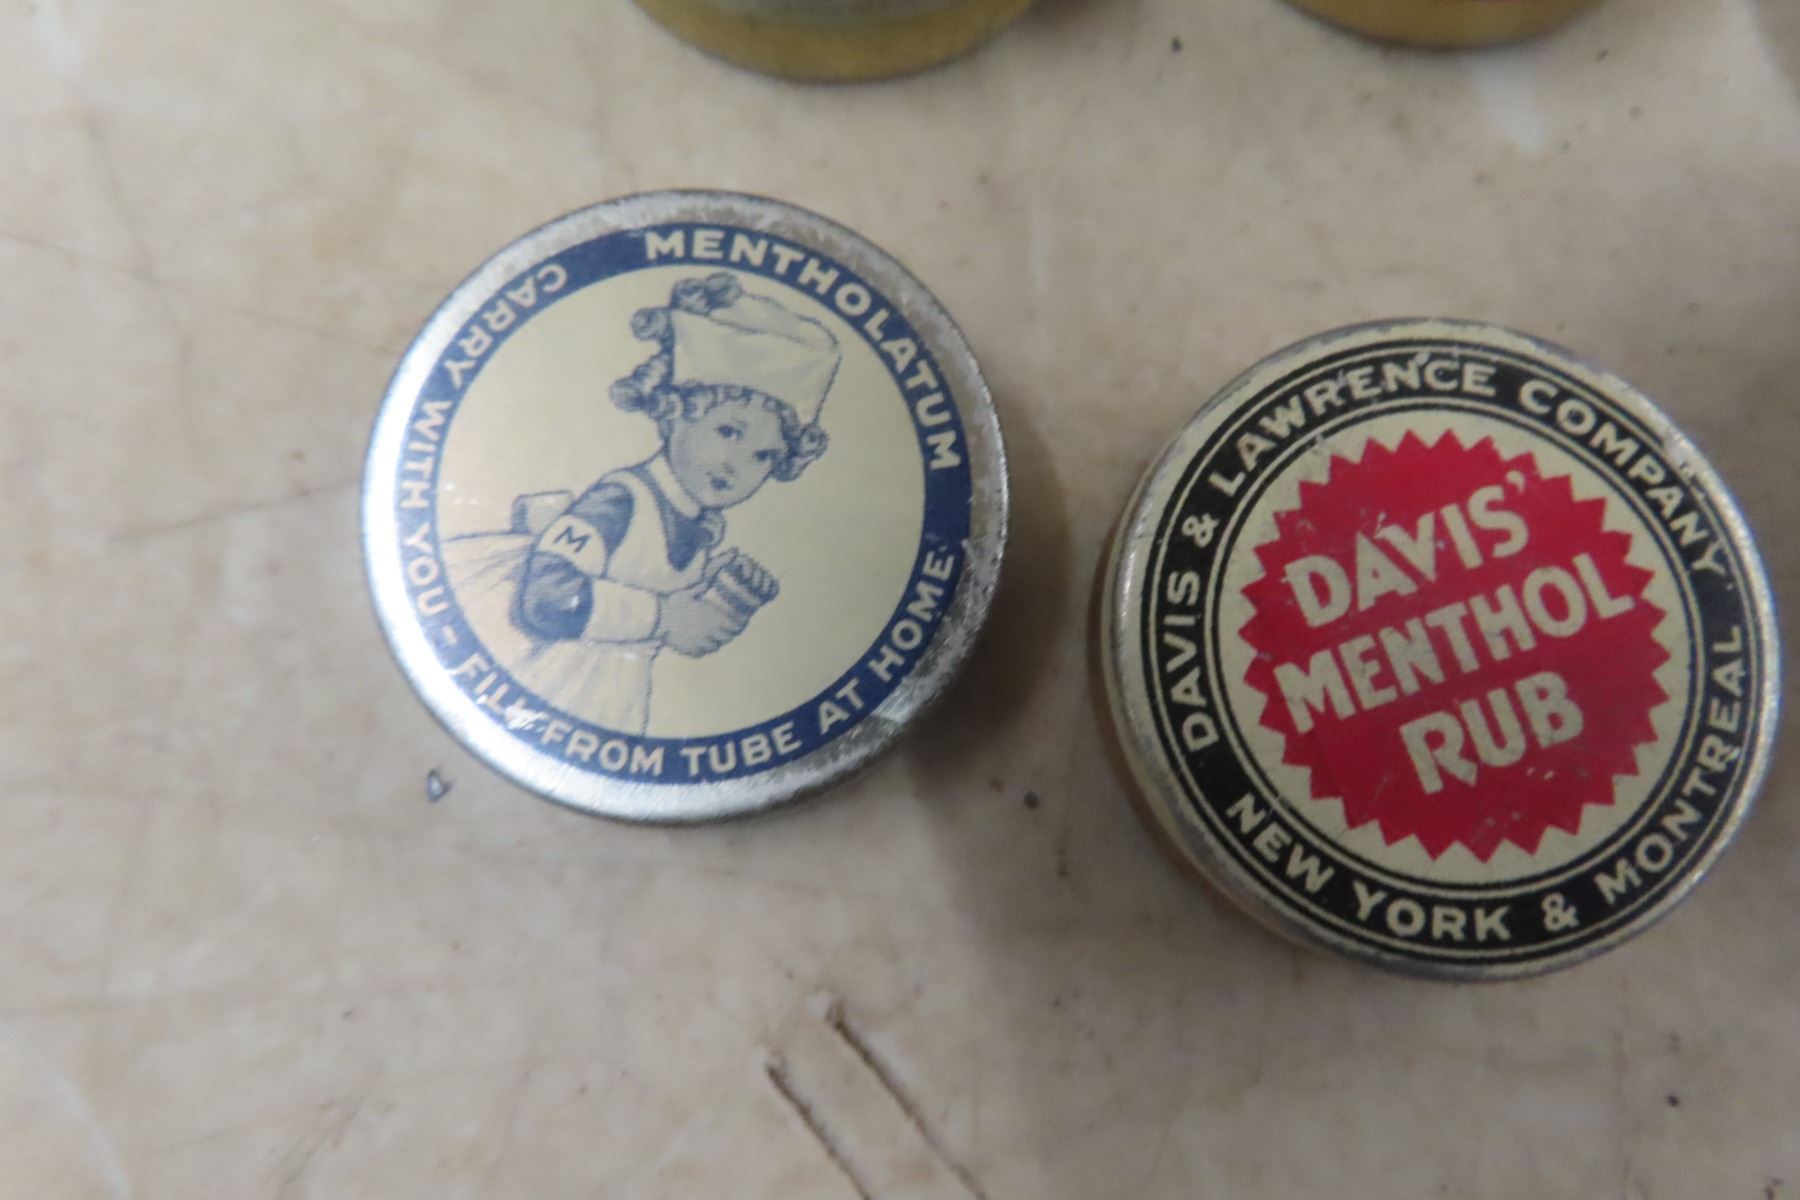 MENTHOLATUM
CARRY WITH YOU - FILL FROM TUBE AT HOME.
M
DAVIS & LAWRENCE COMPANY
DAVIS'
MENTHOL
RUB
NEW YORK & MONTREAL